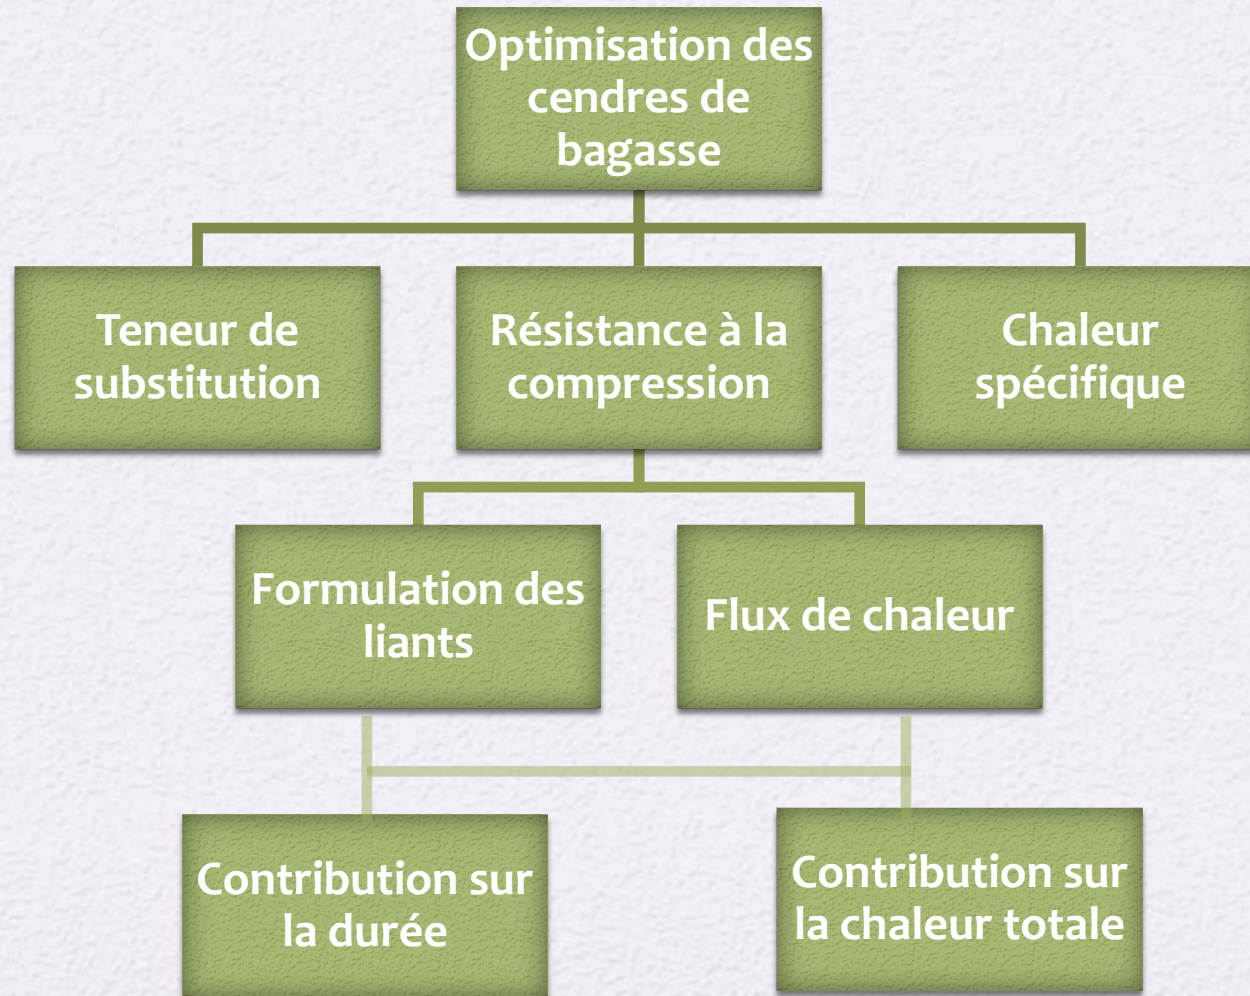 Optimisation des
cendres de
bagasse
Teneur de
substitution
Résistance à la
compression
Chaleur
spécifique
Formulation des
liants
Flux de chaleur
Contribution sur
la durée
Contribution sur
la chaleur totale